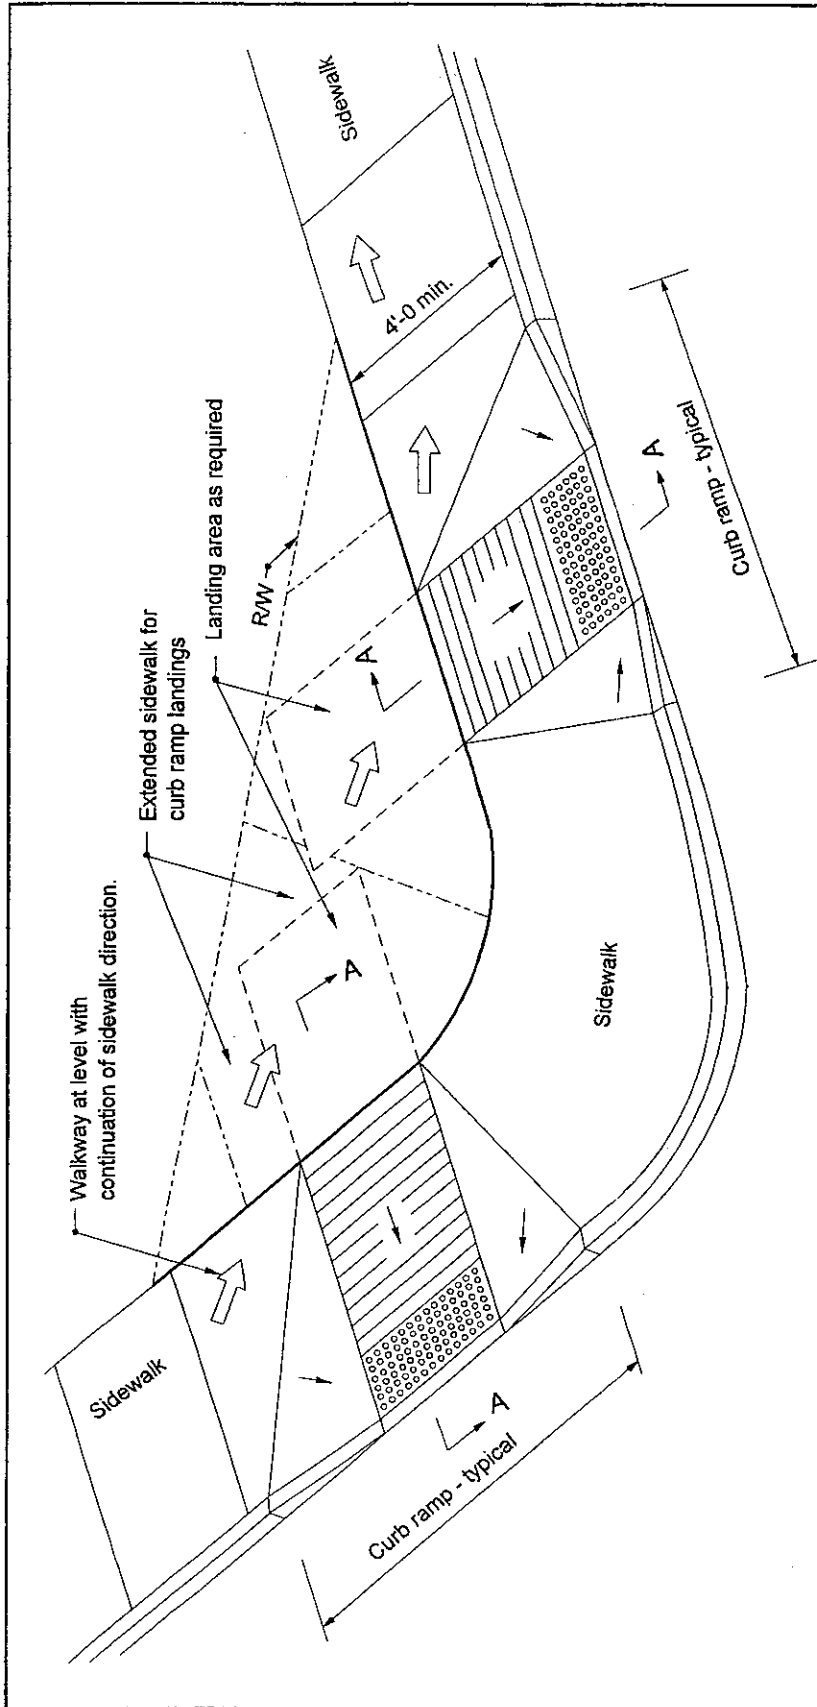 Walkway at level with
continuation of sidewalk direction.
Extended sidewalk for
curb ramp landings
Landing area as required
R/W
Sidewalk
4'-0 min.
Sidewalk
Sidewalk
A
A
A
A
Curb ramp - typical
Curb ramp - typical